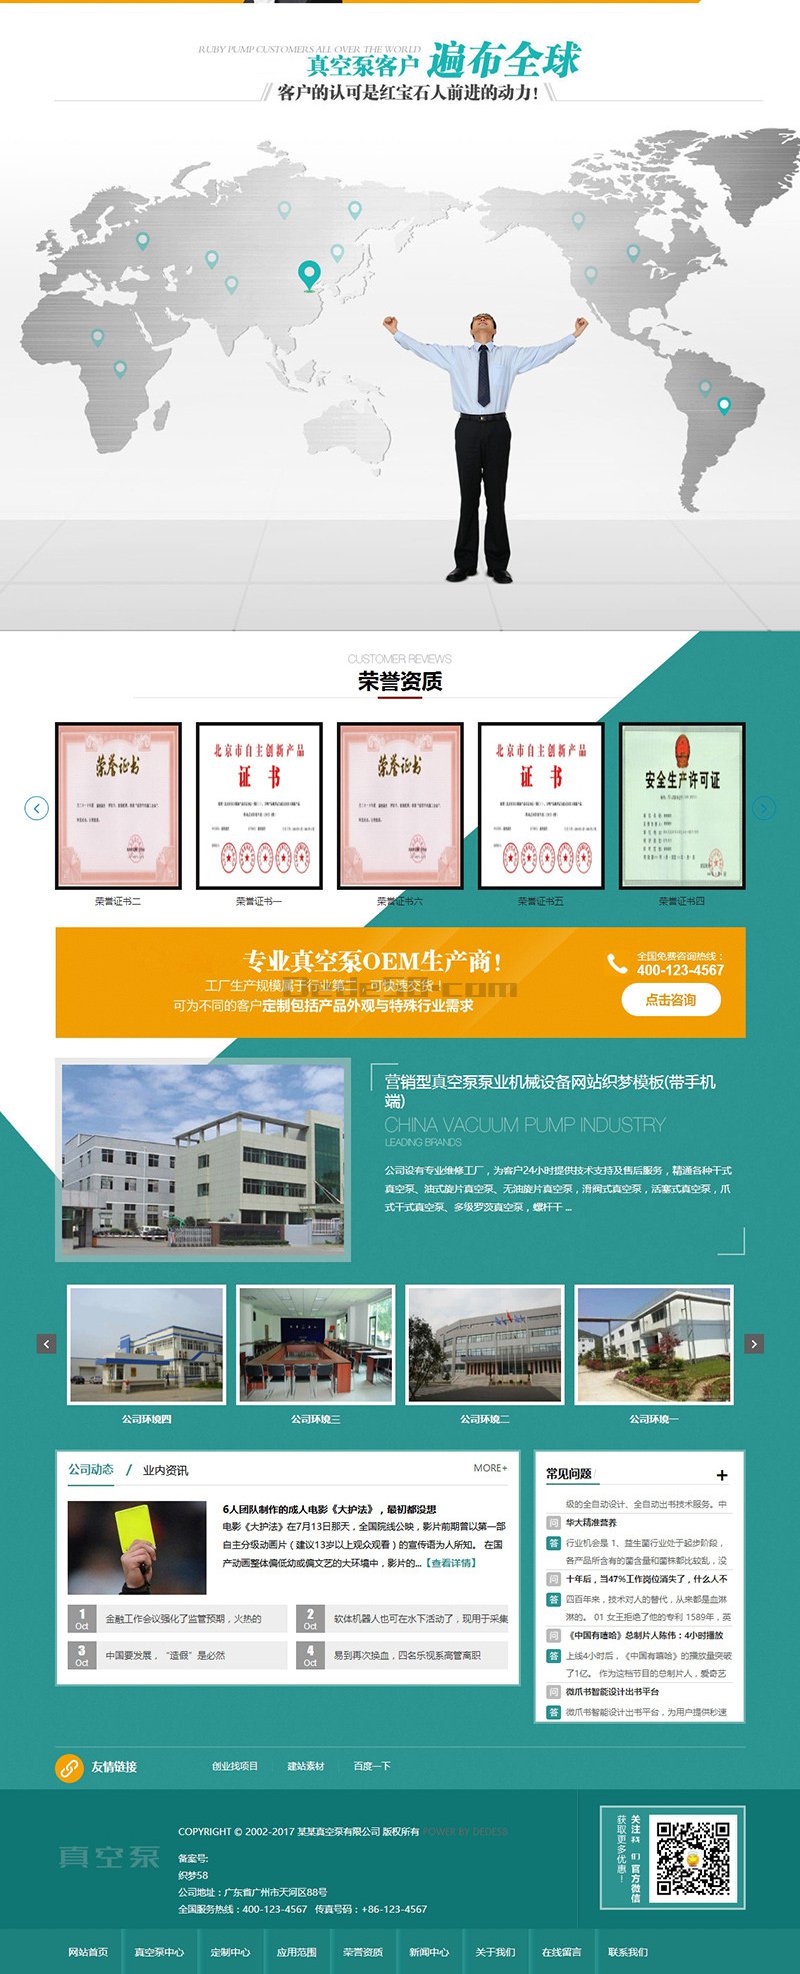 RUBY PUMP CUSTOMERS ALL OVER THE WORLD
真空泵客户 遍布全球
客户的认可是红宝石人前进的动力!
CUSTOMER REVIEWS
荣誉资质
荣誉证书
北京市自主创新产品
证 书
荣誉证书
北京市自主创新产品
证 书
安全生产许可证
荣誉证书二
荣誉证书一
荣誉证书六
荣誉证书五
荣誉证书四
专业真空泵OEM生产商!
工厂生产规模属于行业第二，可快速交货
可为不同的客户定制包括产品外观与特殊行业需求
Dede58.com
全国免费咨询热线：
400-123-4567
点击咨询
营销型真空泵泵业机械设备网站织梦模板(带手机
端)
CHINA VACUUM PUMP INDUSTRY
LEADING BRANDS
公司设有专业维修工厂，为客户24小时提供技术支持及售后服务，精通各种干式
真空泵、油式旋片真空泵、无油旋片真空泵，滑阀式真空泵，活塞式真空泵，爪
式干式真空泵、多级罗茨真空泵，螺杆干 ...
公司环境四
公司环境三
公司环境二
公司环境一
公司动态 / 业内资讯
MORE+
6人团队制作的成人电影《大护法》，最初都没想
电影《大护法》在7月13日那天，全国院线公映，影片前期曾以第一部
自主分级动画片（建议13岁以上观众观看）的宣传语为人所知。 在国
产动画整体偏低幼或偏文艺的大环境中，影片的...【查看详情】
1
Oct
金融工作会议强化了监管预期，火热的
2
Oct
软体机器人也可在水下活动了，现用于采集
3
Oct
中国要发展，“造假”是必然
4
Oct
易到再次换血，四名乐视系高管离职
常见问题 /
+
级的全自动设计、全自动出书技术服务。中
问 华大精准营养
答 行业机会是 1、益生菌行业处于起步阶段，
各产品所含有的菌含量和菌株都比较乱，没
问 十年后，当47%工作岗位消失了，什么人不
答 四百年来，技术对人的替代，从来都是血淋
淋的。 01 女王拒绝了他的专利 1589年，英
问 《中国有嘻哈》总制片人陈伟：4小时播放
答 上线4小时后，《中国有嘻哈》的播放量突破
了1亿。 作为这档节目的总制片人，爱奇艺
问 微爪书智能设计出书平台
答 微爪书智能设计出书平台，为用户提供秒速
友情链接
创业找项目
建站素材
百度一下
真空泵
COPYRIGHT © 2002-2017 某某真空泵有限公司 版权所有 POWER BY DEDE58
备案号:
织梦58
公司地址：广东省广州市天河区88号
全国服务热线：400-123-4567 传真号码：+86-123-4567
关注我们官方微信
获取更多优惠！
网站首页
真空泵中心
定制中心
应用范围
荣誉资质
新闻中心
关于我们
在线留言
联系我们